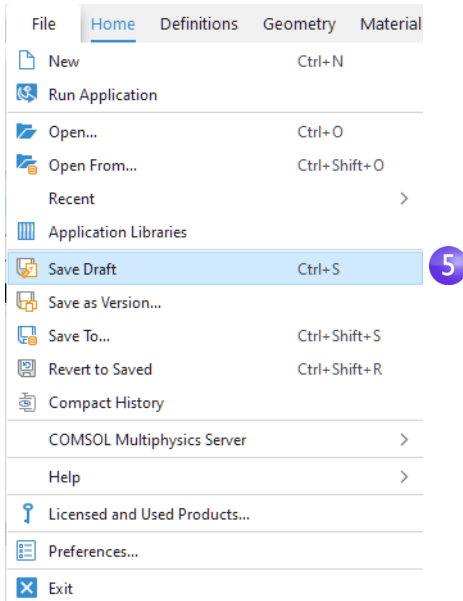 File Home Definitions Geometry Material
New Ctrl+N
Run Application
Open... Ctrl+O
Open From... Ctrl+Shift+O
Recent
Application Libraries
Save Draft Ctrl+S 5
Save as Version...
Save To... Ctrl+Shift+S
Revert to Saved Ctrl+Shift+R
Compact History
COMSOL Multiphysics Server
Help
Licensed and Used Products...
Preferences...
Exit